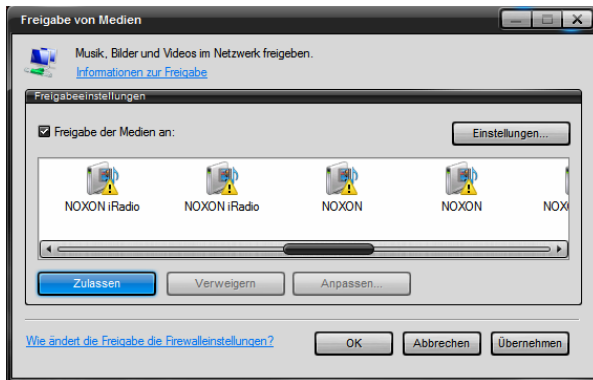 Freigabe von Medien
Musik, Bilder und Videos im Netzwerk freigeben.
Informationen zur Freigabe
Freigabeeinstellungen
Freigabe der Medien an:
Einstellungen...
NOXON iRadio NOXON iRadio NOXON NOXON NOX
Zulassen Verweigern Anpassen...
Wie ändert die Freigabe die Firewalleinstellungen?
OK Abbrechen Übernehmen